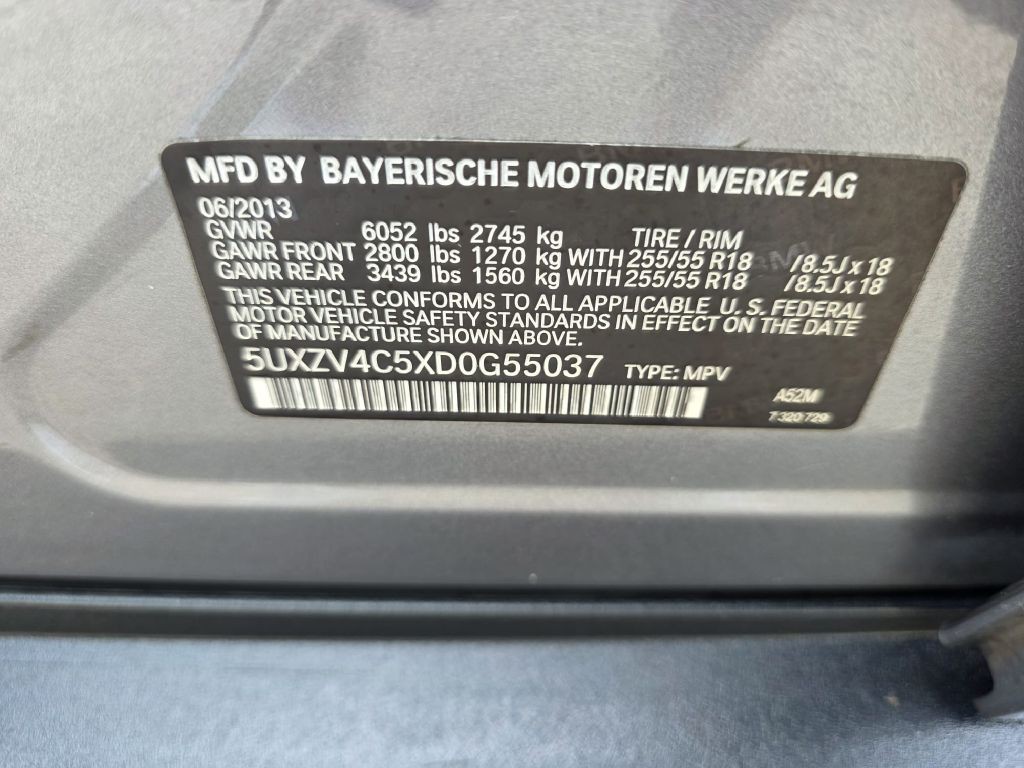 MFD BY BAYERISCHE MOTOREN WERKE AG
06/2013
GVWR 6052 lbs 2745 kg TIRE / RIM
GAWR FRONT 2800 lbs 1270 kg WITH 255/55 R18 /8.5J x 18
GAWR REAR 3439 lbs 1560 kg WITH 255/55 R18 /8.5J x 18
THIS VEHICLE CONFORMS TO ALL APPLICABLE U. S. FEDERAL
MOTOR VEHICLE SAFETY STANDARDS IN EFFECT ON THE DATE
OF MANUFACTURE SHOWN ABOVE.
5UXZV4C5XD0G55037 TYPE: MPV
A52M
7 320 729